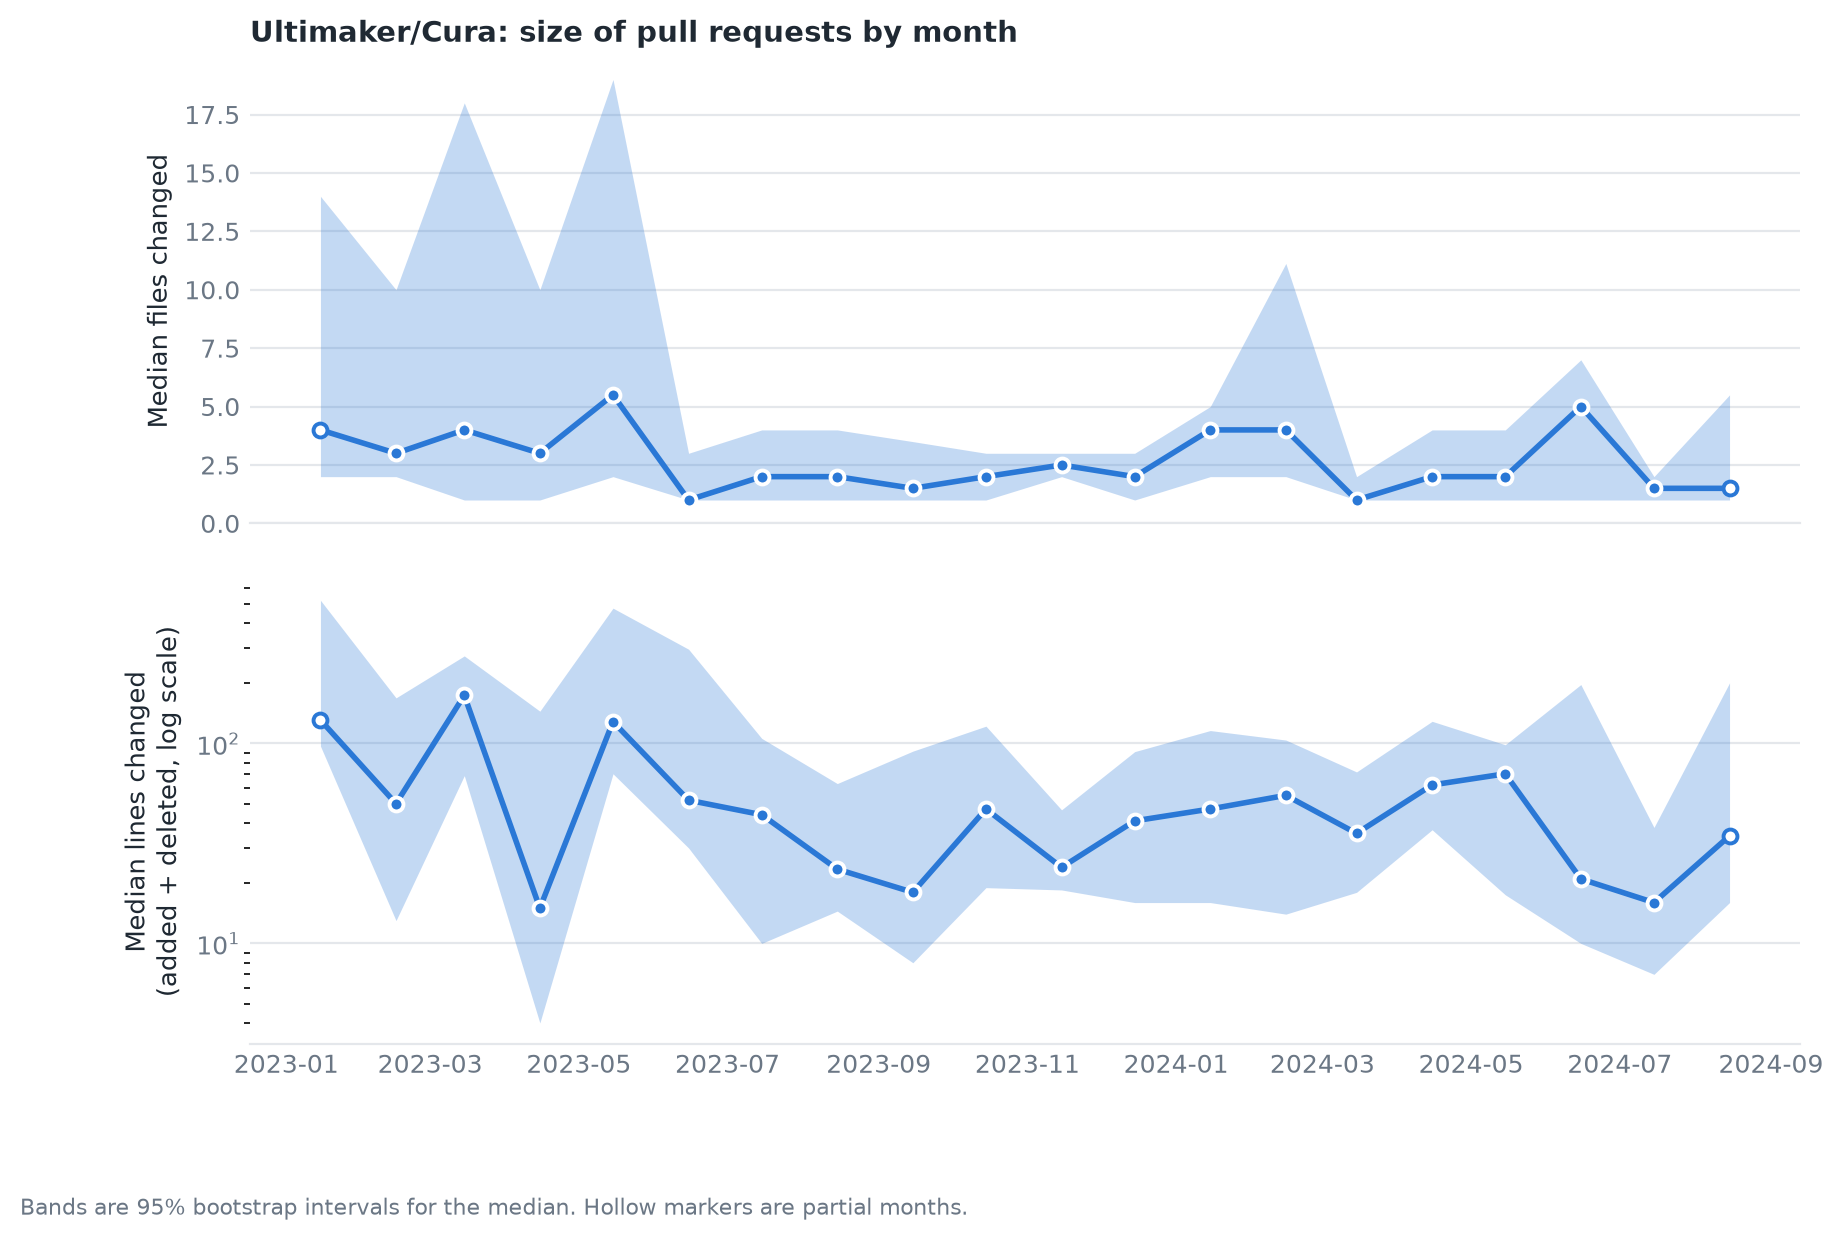 Ultimaker/Cura: size of pull requests by month
Median files changed
17.5
15.0
12.5
10.0
7.5
5.0
2.5
0.0
Median lines changed
(added + deleted, log scale)
10²
10¹
2023-01 2023-03 2023-05 2023-07 2023-09 2023-11 2024-01 2024-03 2024-05 2024-07 2024-09
Bands are 95% bootstrap intervals for the median. Hollow markers are partial months.